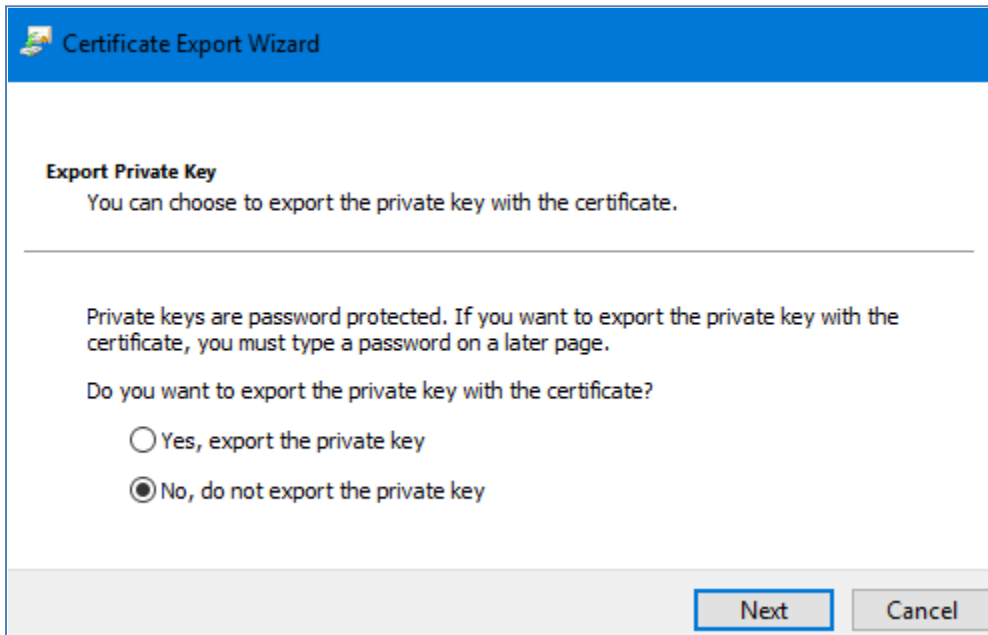 Certificate Export Wizard
Export Private Key
You can choose to export the private key with the certificate.
Private keys are password protected. If you want to export the private key with the
certificate, you must type a password on a later page.
Do you want to export the private key with the certificate?
Yes, export the private key
No, do not export the private key
Next
Cancel